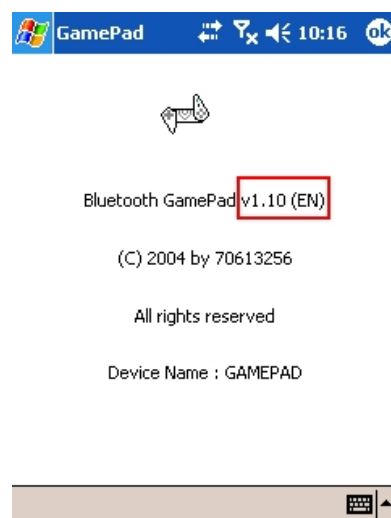 GamePad 10:16 ok
Bluetooth GamePad v1.10 (EN)
(C) 2004 by 70613256
All rights reserved
Device Name : GAMEPAD